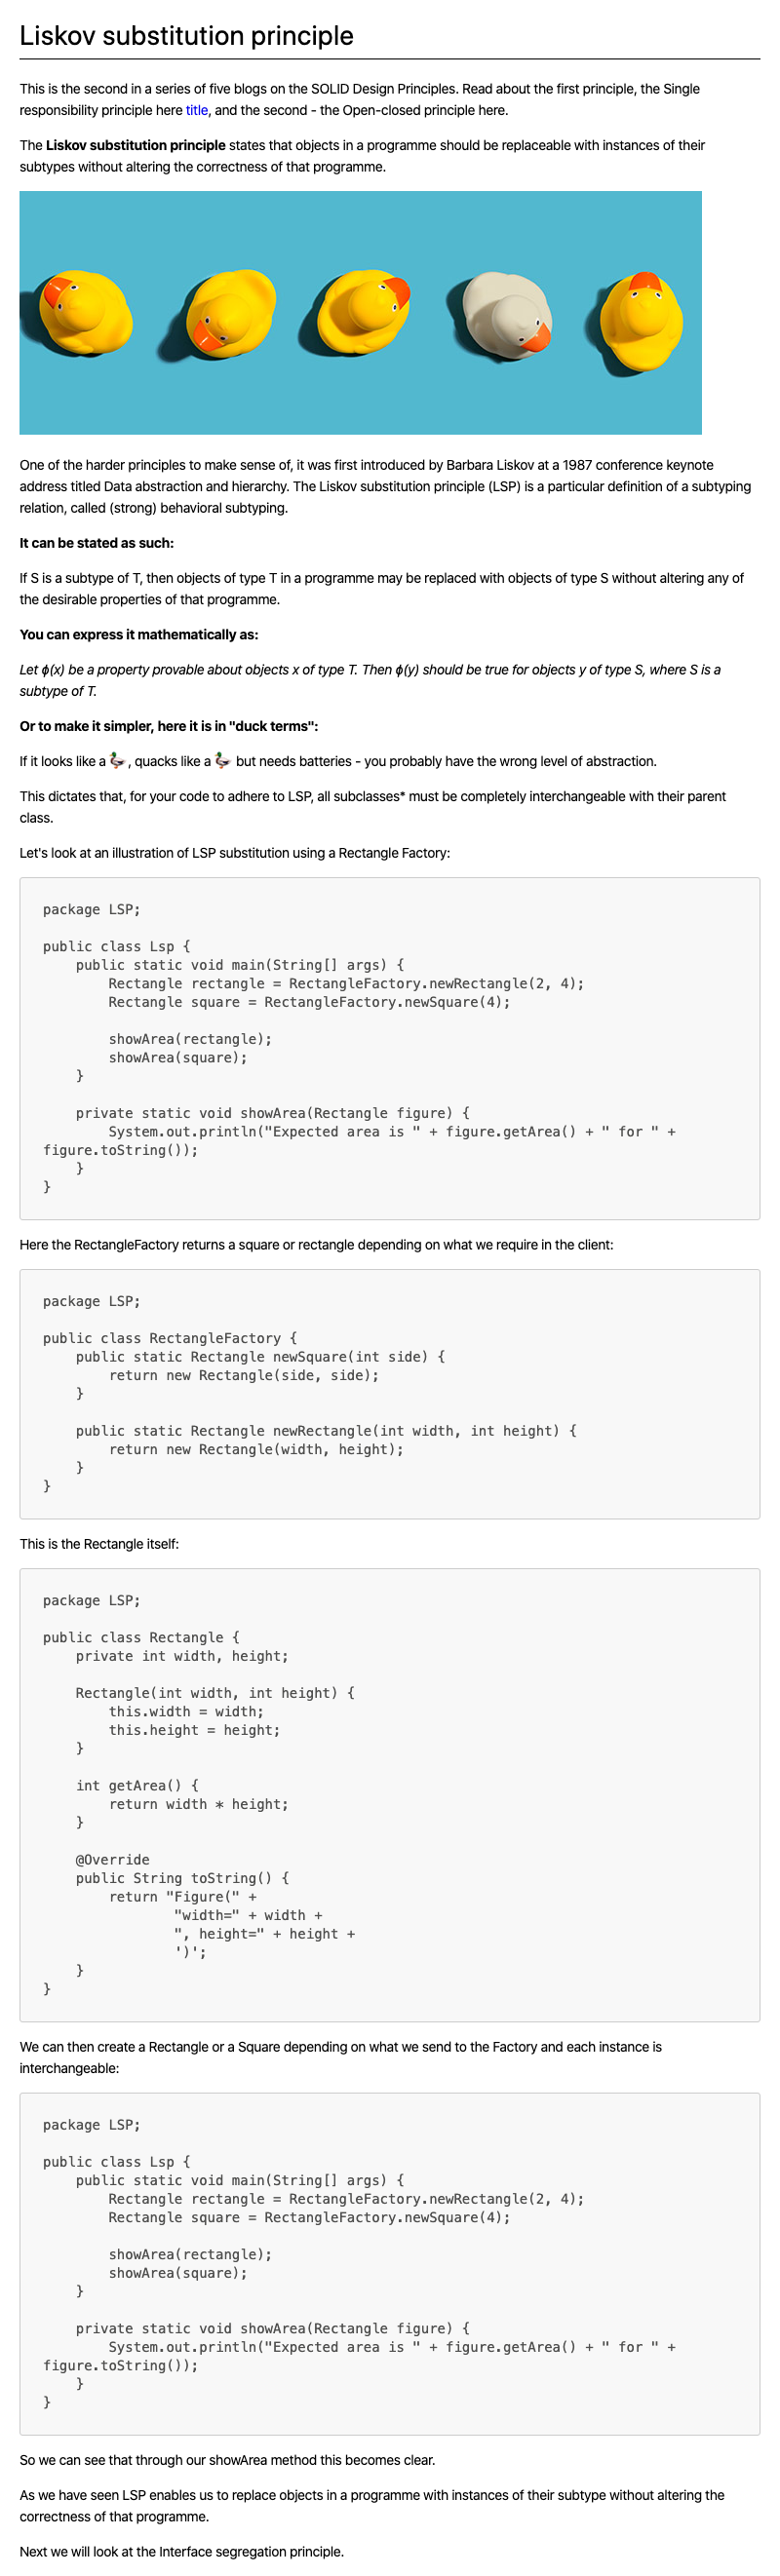 Liskov substitution principle
This is the second in a series of five blogs on the SOLID Design Principles. Read about the first principle, the Single
responsibility principle here title, and the second - the Open-closed principle here.
The Liskov substitution principle states that objects in a programme should be replaceable with instances of their
subtypes without altering the correctness of that programme.
One of the harder principles to make sense of, it was first introduced by Barbara Liskov at a 1987 conference keynote
address titled Data abstraction and hierarchy. The Liskov substitution principle (LSP) is a particular definition of a subtyping
relation, called (strong) behavioral subtyping.
It can be stated as such:
If S is a subtype of T, then objects of type T in a programme may be replaced with objects of type S without altering any of
the desirable properties of that programme.
You can express it mathematically as:
Let ϕ(x) be a property provable about objects x of type T. Then ϕ(y) should be true for objects y of type S, where S is a
subtype of T.
Or to make it simpler, here it is in "duck terms":
If it looks like a 🦆, quacks like a 🦆 but needs batteries - you probably have the wrong level of abstraction.
This dictates that, for your code to adhere to LSP, all subclasses* must be completely interchangeable with their parent
class.
Let's look at an illustration of LSP substitution using a Rectangle Factory:
package LSP;
public class Lsp {
    public static void main(String[] args) {
        Rectangle rectangle = RectangleFactory.newRectangle(2, 4);
        Rectangle square = RectangleFactory.newSquare(4);
        showArea(rectangle);
        showArea(square);
    }
    private static void showArea(Rectangle figure) {
        System.out.println("Expected area is " + figure.getArea() + " for " +
figure.toString());
    }
}
Here the RectangleFactory returns a square or rectangle depending on what we require in the client:
package LSP;
public class RectangleFactory {
    public static Rectangle newSquare(int side) {
        return new Rectangle(side, side);
    }
    public static Rectangle newRectangle(int width, int height) {
        return new Rectangle(width, height);
    }
}
This is the Rectangle itself:
package LSP;
public class Rectangle {
    private int width, height;
    Rectangle(int width, int height) {
        this.width = width;
        this.height = height;
    }
    int getArea() {
        return width * height;
    }
    @Override
    public String toString() {
        return "Figure(" +
                "width=" + width +
                ", height=" + height +
                ')';
    }
}
We can then create a Rectangle or a Square depending on what we send to the Factory and each instance is
interchangeable:
package LSP;
public class Lsp {
    public static void main(String[] args) {
        Rectangle rectangle = RectangleFactory.newRectangle(2, 4);
        Rectangle square = RectangleFactory.newSquare(4);
        showArea(rectangle);
        showArea(square);
    }
    private static void showArea(Rectangle figure) {
        System.out.println("Expected area is " + figure.getArea() + " for " +
figure.toString());
    }
}
So we can see that through our showArea method this becomes clear.
As we have seen LSP enables us to replace objects in a programme with instances of their subtype without altering the
correctness of that programme.
Next we will look at the Interface segregation principle.